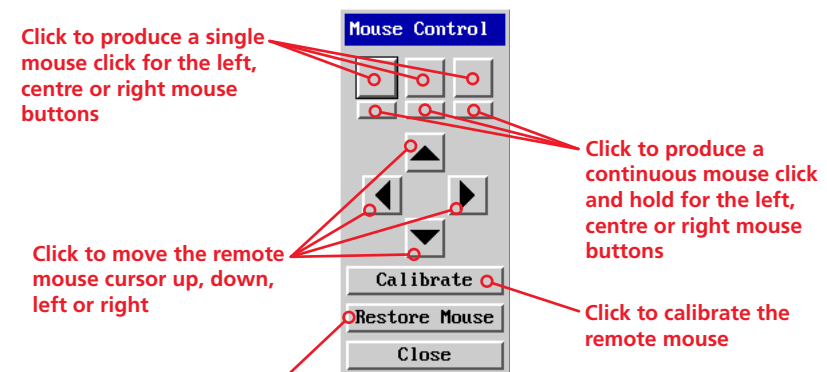 Mouse Control
Click to produce a single
mouse click for the left,
centre or right mouse
buttons
Click to produce a
continuous mouse click
and hold for the left,
centre or right mouse
buttons
Click to move the remote
mouse cursor up, down,
left or right
Calibrate
Click to calibrate the
remote mouse
Restore Mouse
Close